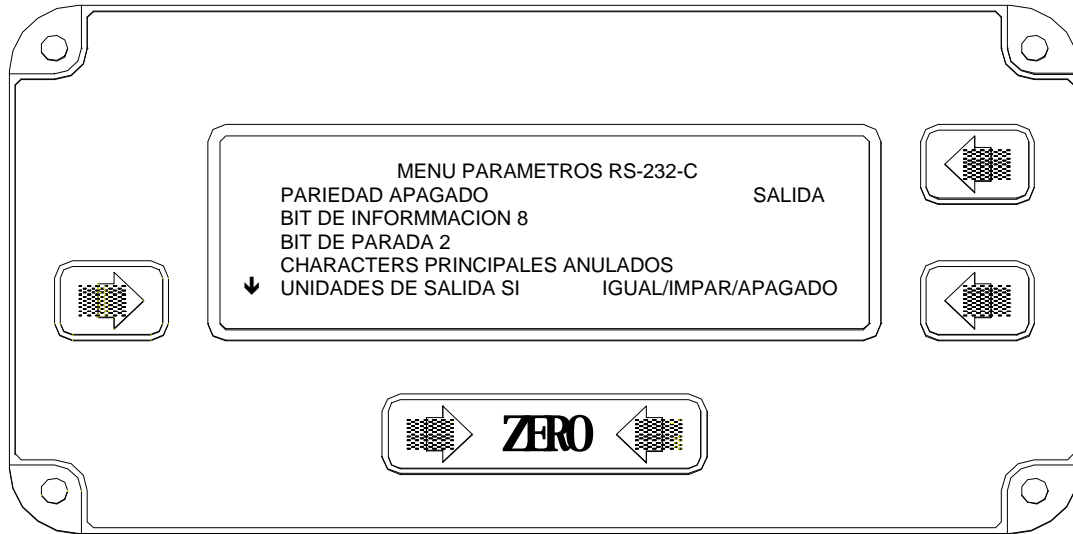 MENU PARAMETROS RS-232-C
PARIEDAD APAGADO SALIDA
BIT DE INFORMMACION 8
BIT DE PARADA 2
CHARACTERS PRINCIPALES ANULADOS
UNIDADES DE SALIDA SI IGUAL/IMPAR/APAGADO
ZERO